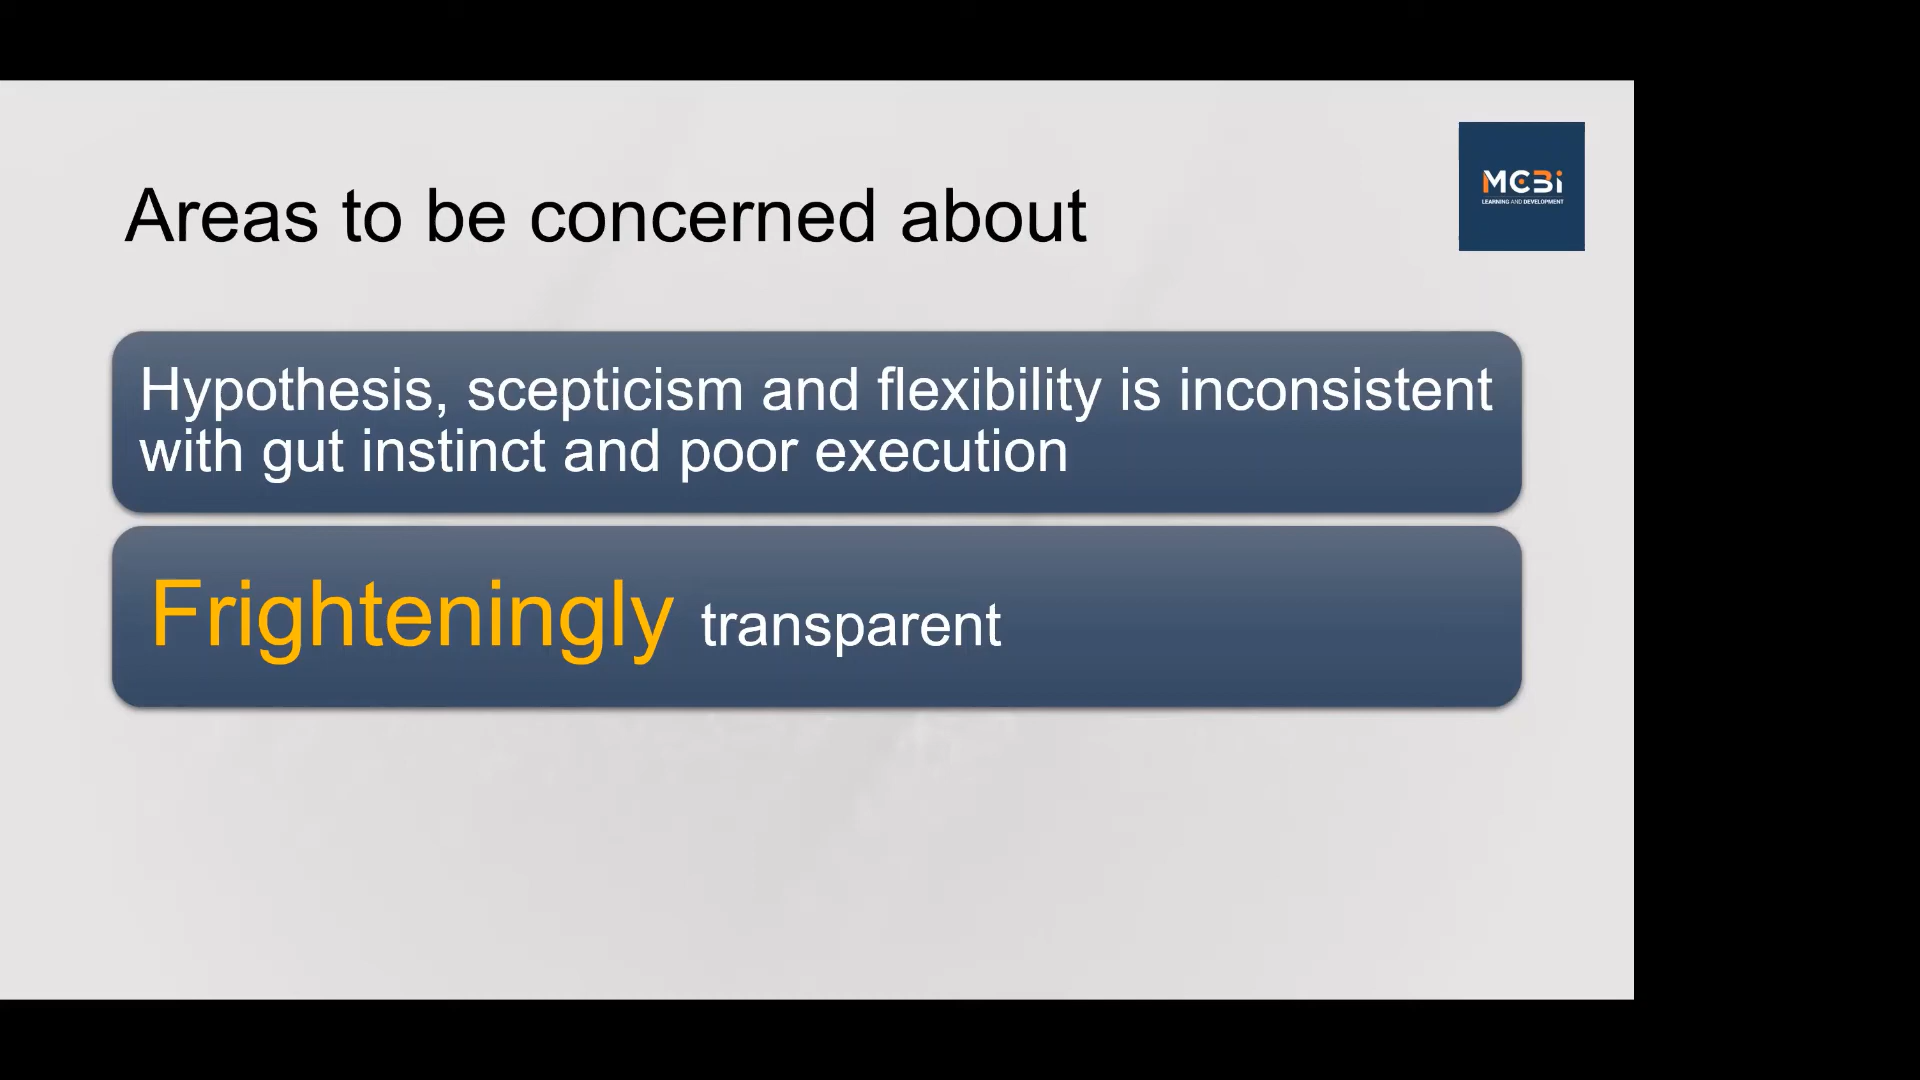 Areas to be concerned about
MCBi
LEARNING AND DEVELOPMENT
Hypothesis, scepticism and flexibility is inconsistent
with gut instinct and poor execution
Frighteningly transparent